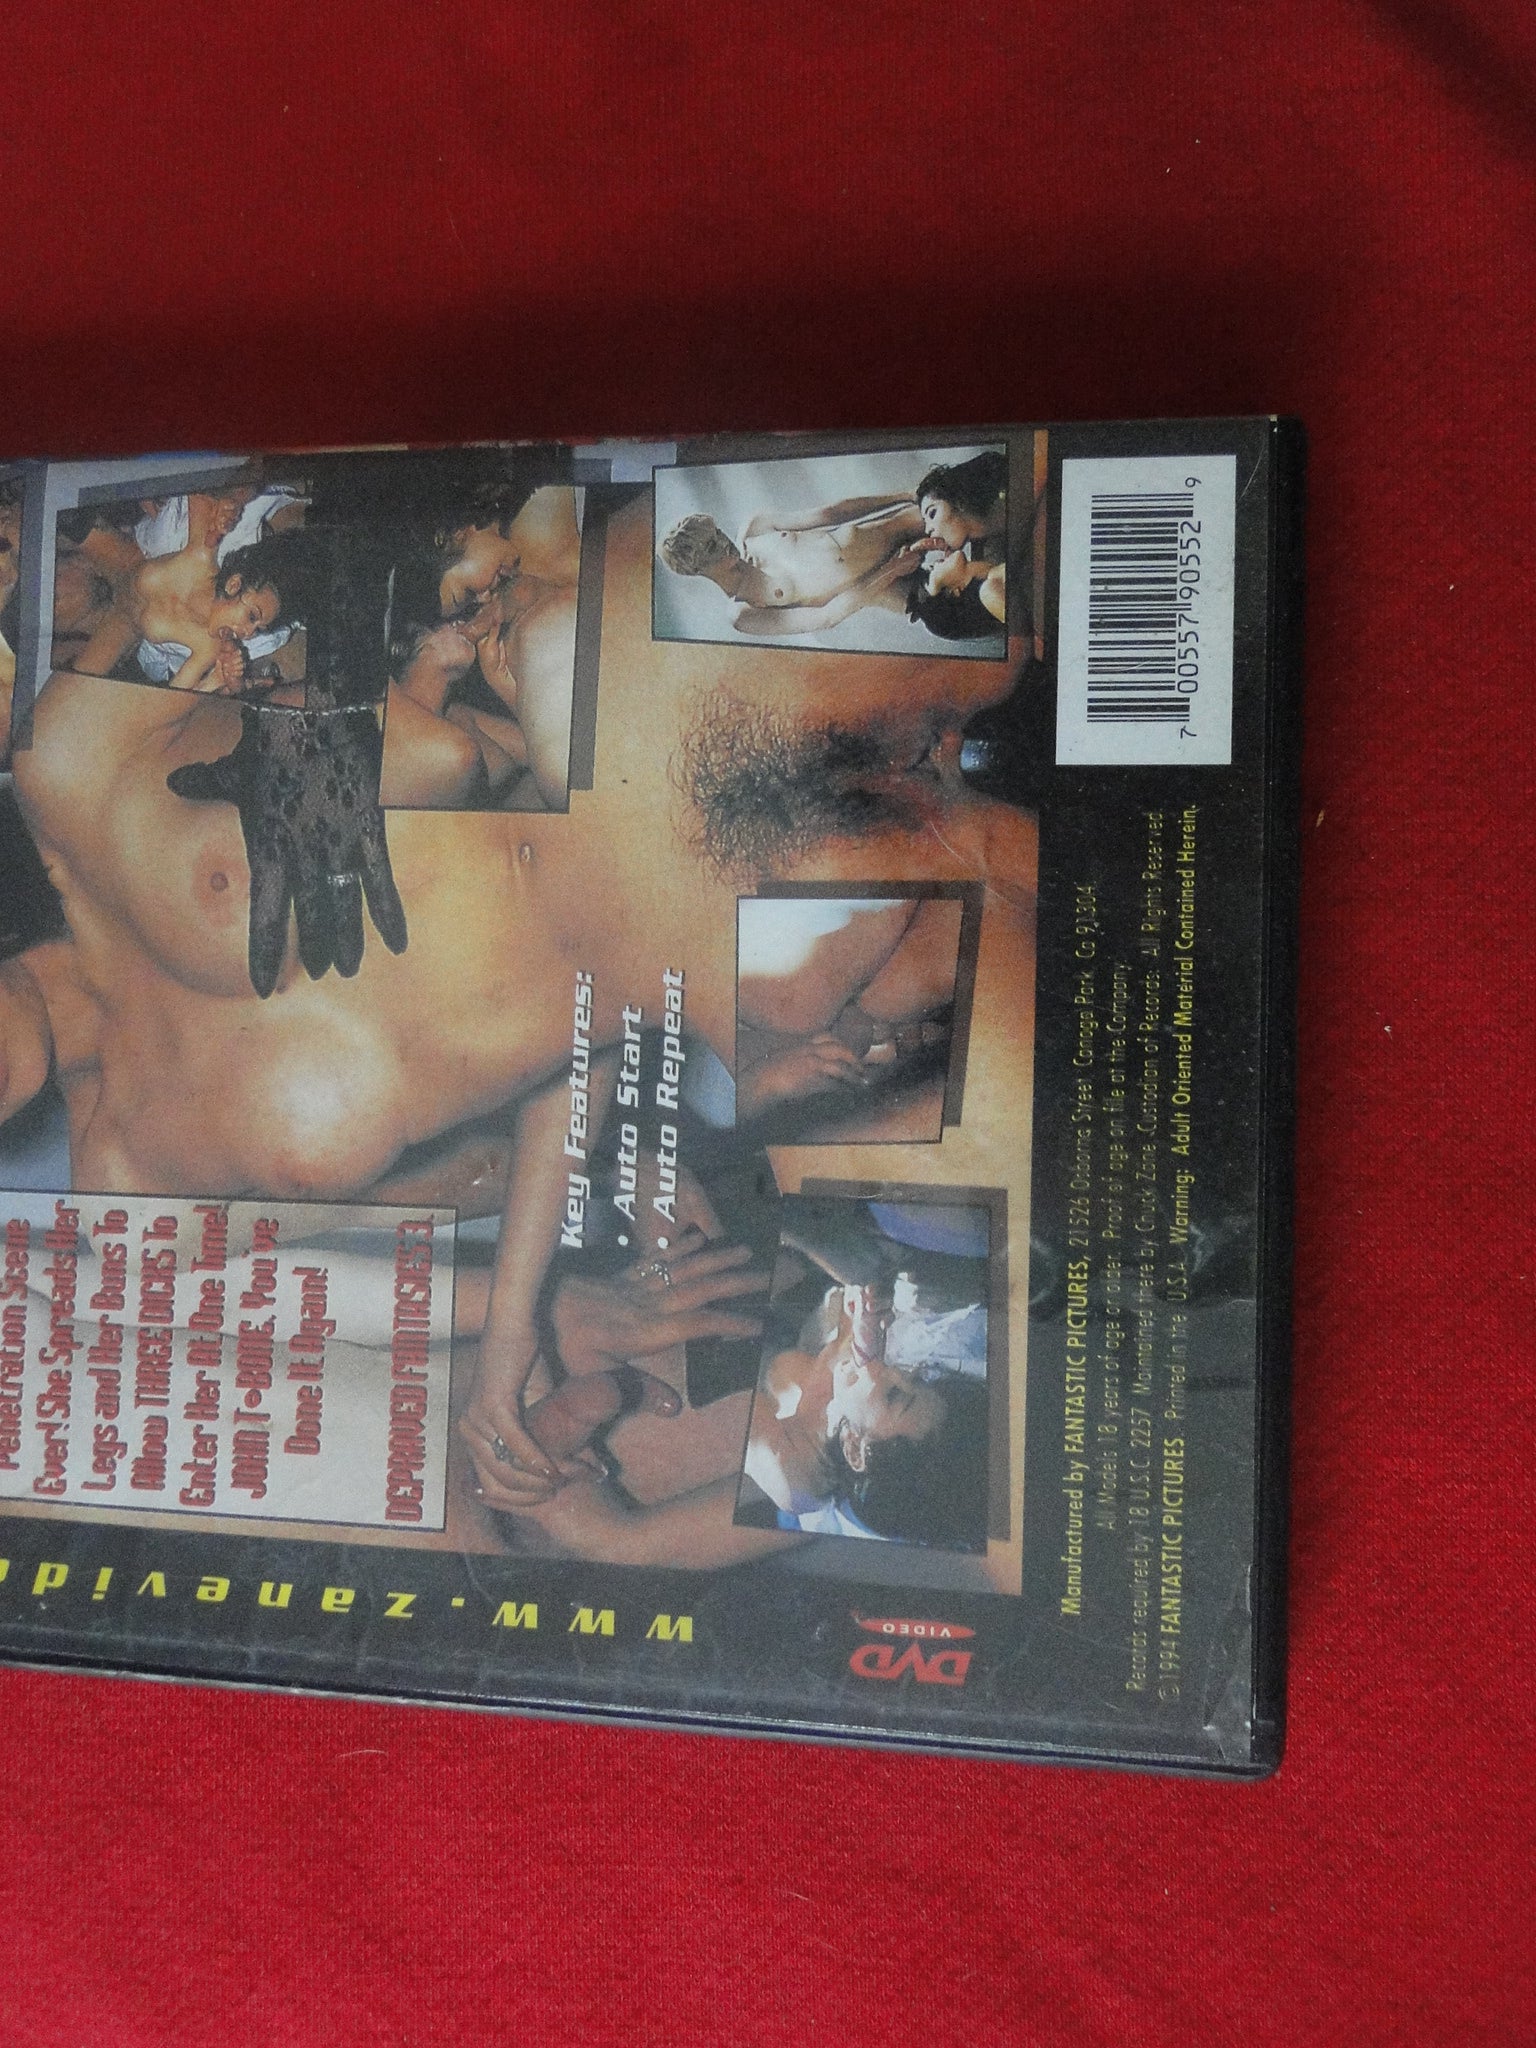 Penetration Scene
Ever! She Spreads Her
Legs and Her Buns To
Allow THREE DICKS To
Enter Her At One Time!
JOHN T•BONE, You've
Done It Again!
DEPRAVED FANTASIES 3.
Key Features:
• Auto Start
• Auto Repeat
www.zanevid
DVD
VIDEO
Manufactured by FANTASTIC PICTURES, 21526 Osborne Street Canoga Park, Ca 91304.
All Models 18 years of age or older. Proof of age on file at the Company.
Records required by 18 U.S.C. 2257 Maintained here by Chuck Zane Custodian of Records. All Rights Reserved
©1994 FANTASTIC PICTURES. Printed in the U.S.A. Warning: Adult Oriented Material Contained Herein.
7 00557 90552 9